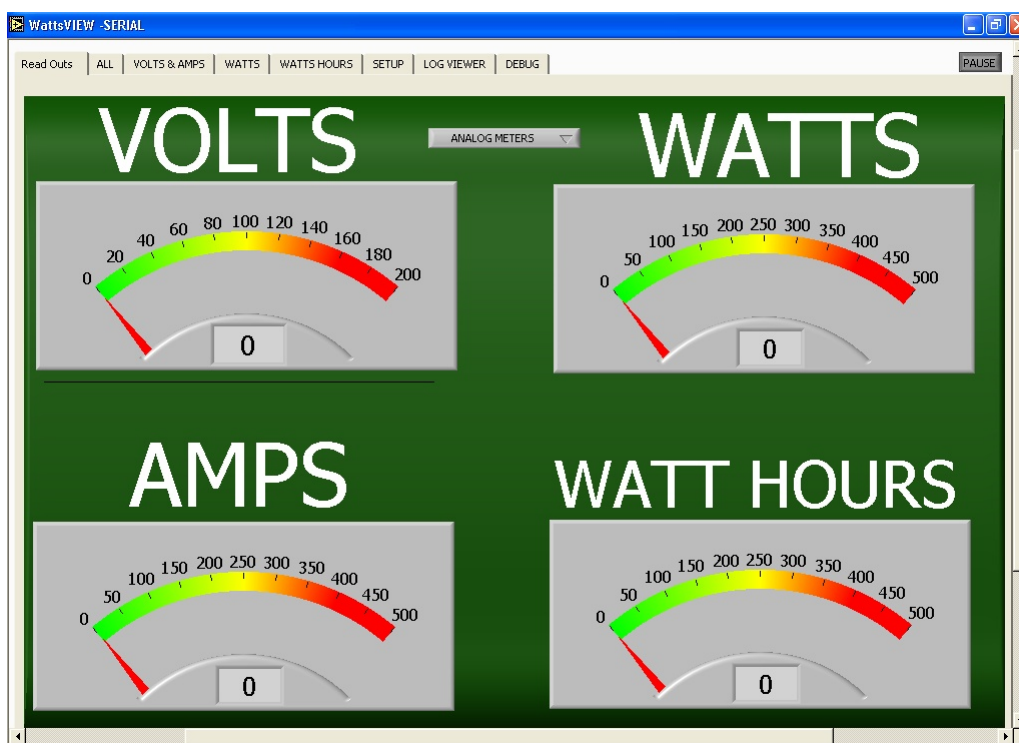 WattsVIEW -SERIAL
Read Outs ALL VOLTS & AMPS WATTS WATTS HOURS SETUP LOG VIEWER DEBUG PAUSE
VOLTS
ANALOG METERS
WATTS
0 20 40 60 80 100 120 140 160 180 200
0
0 50 100 150 200 250 300 350 400 450 500
0
AMPS
WATT HOURS
0 50 100 150 200 250 300 350 400 450 500
0
0 50 100 150 200 250 300 350 400 450 500
0